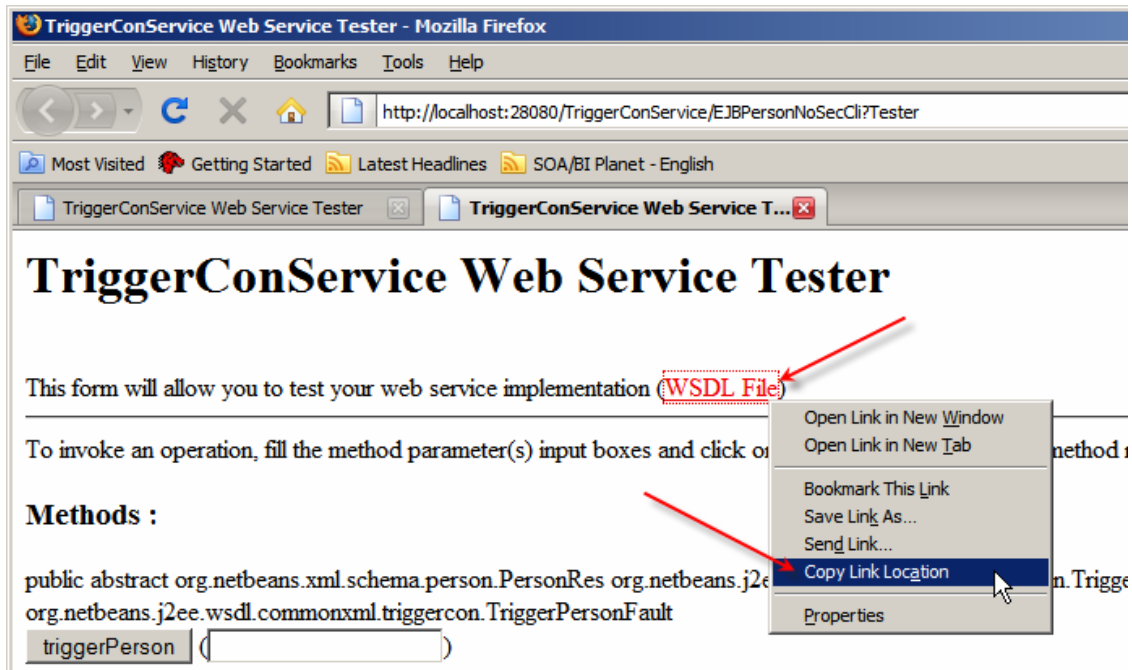 TriggerConService Web Service Tester - Mozilla Firefox
File Edit View History Bookmarks Tools Help
http://localhost:28080/TriggerConService/EJBPersonNoSecCli?Tester
Most Visited Getting Started Latest Headlines SOA/BI Planet - English
TriggerConService Web Service Tester TriggerConService Web Service T...
TriggerConService Web Service Tester
This form will allow you to test your web service implementation (WSDL File)
To invoke an operation, fill the method parameter(s) input boxes and click on method
Open Link in New Window
Open Link in New Tab
Bookmark This Link
Save Link As...
Send Link...
Copy Link Location
Properties
Methods :
public abstract org.netbeans.xml.schema.person.PersonRes org.netbeans.j2e n.Trigge
org.netbeans.j2ee.wsdl.commonxml.triggercon.TriggerPersonFault
triggerPerson ( )